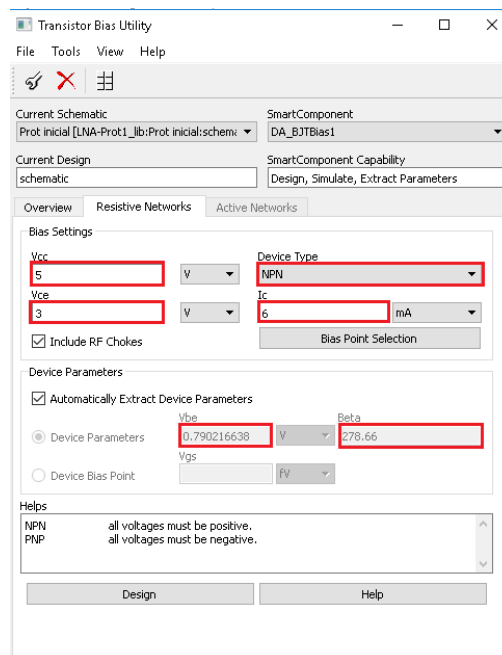 Transistor Bias Utility
File Tools View Help
Current Schematic SmartComponent
Prot inicial [LNA-Prot1_lib:Prot inicial:schema DA_BJTBias1
Current Design SmartComponent Capability
schematic Design, Simulate, Extract Parameters
Overview Resistive Networks Active Networks
Bias Settings
Vcc Device Type
5 V NPN
Vce Ic
3 V 6 mA
Include RF Chokes Bias Point Selection
Device Parameters
Automatically Extract Device Parameters
Vbe Beta
Device Parameters 0.790216638 V 278.66
Vgs
Device Bias Point fV
Helps
NPN all voltages must be positive.
PNP all voltages must be negative.
Design Help